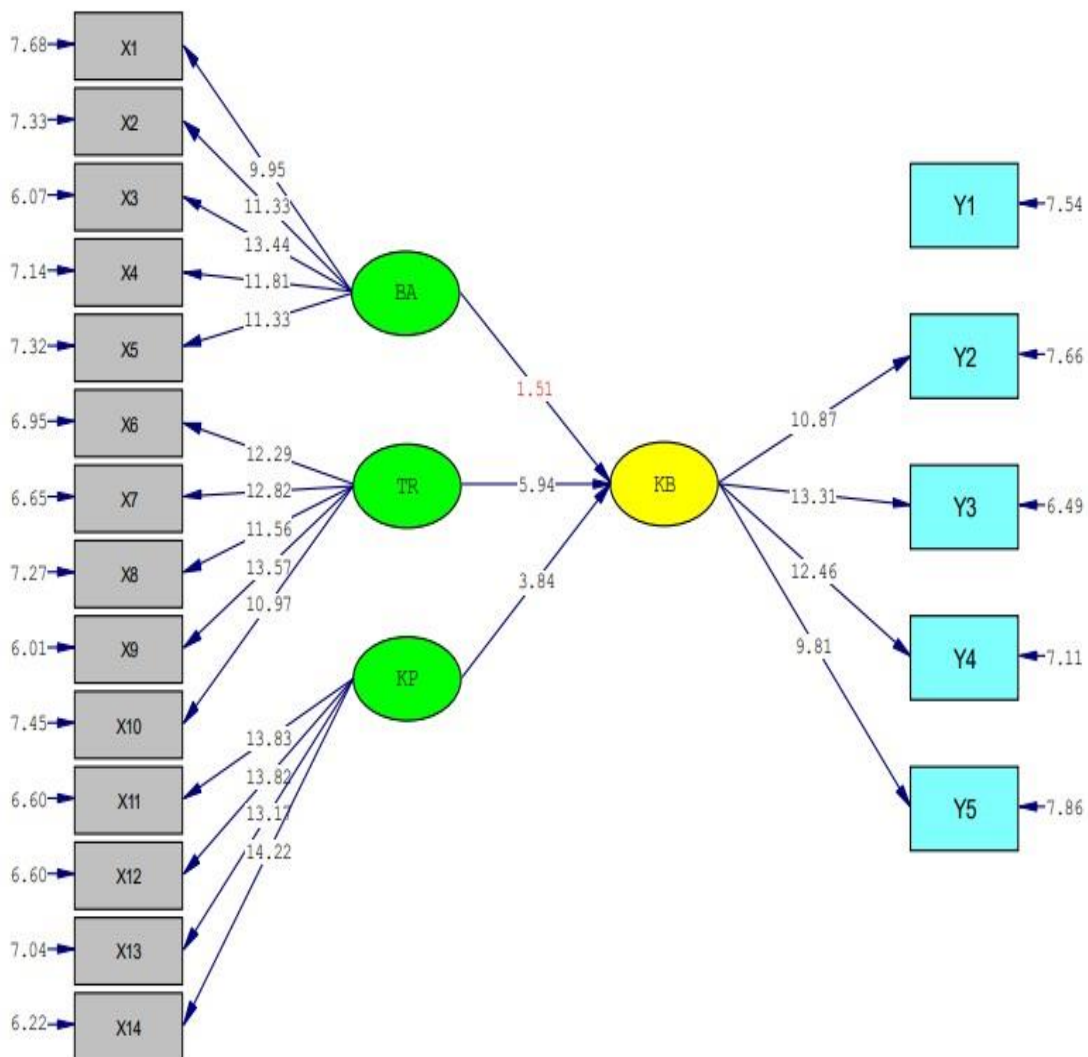 7.68 X1
7.33 X2
6.07 X3
7.14 X4
7.32 X5
6.95 X6
6.65 X7
7.27 X8
6.01 X9
7.45 X10
6.60 X11
6.60 X12
7.04 X13
6.22 X14
9.95
11.33
13.44
11.81
11.33
12.29
12.82
11.56
13.57
10.97
13.83
13.82
13.17
14.22
BA
TR
KP
1.51
5.94
3.84
KB
10.87
13.31
12.46
9.81
Y1 7.54
Y2 7.66
Y3 6.49
Y4 7.11
Y5 7.86